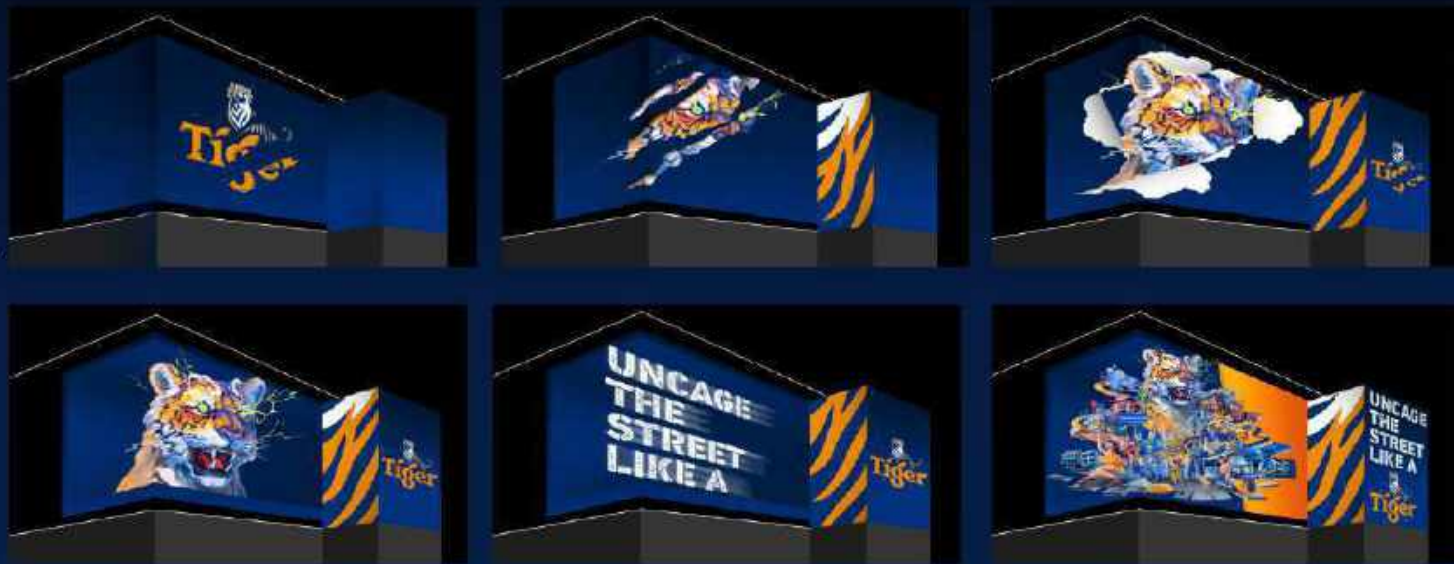 Tiger
Tiger
Tiger
UNCAGE
THE
STREET
LIKE A
Tiger
UNCAGE
THE
STREET
LIKE A
Tiger